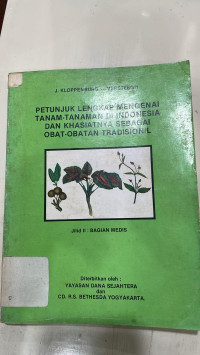 J. KLOPPENBURG - VERSTEEGH
PETUNJUK LENGKAP MENGENAI
TANAM-TANAMAN DI INDONESIA
DAN KHASIATNYA SEBAGAI
OBAT-OBATAN TRADISIONIL
Jilid II : BAGIAN MEDIS
Diterbitkan oleh :
YAYASAN DANA SEJAHTERA
dan
CD. R.S. BETHESDA YOGYAKARTA.